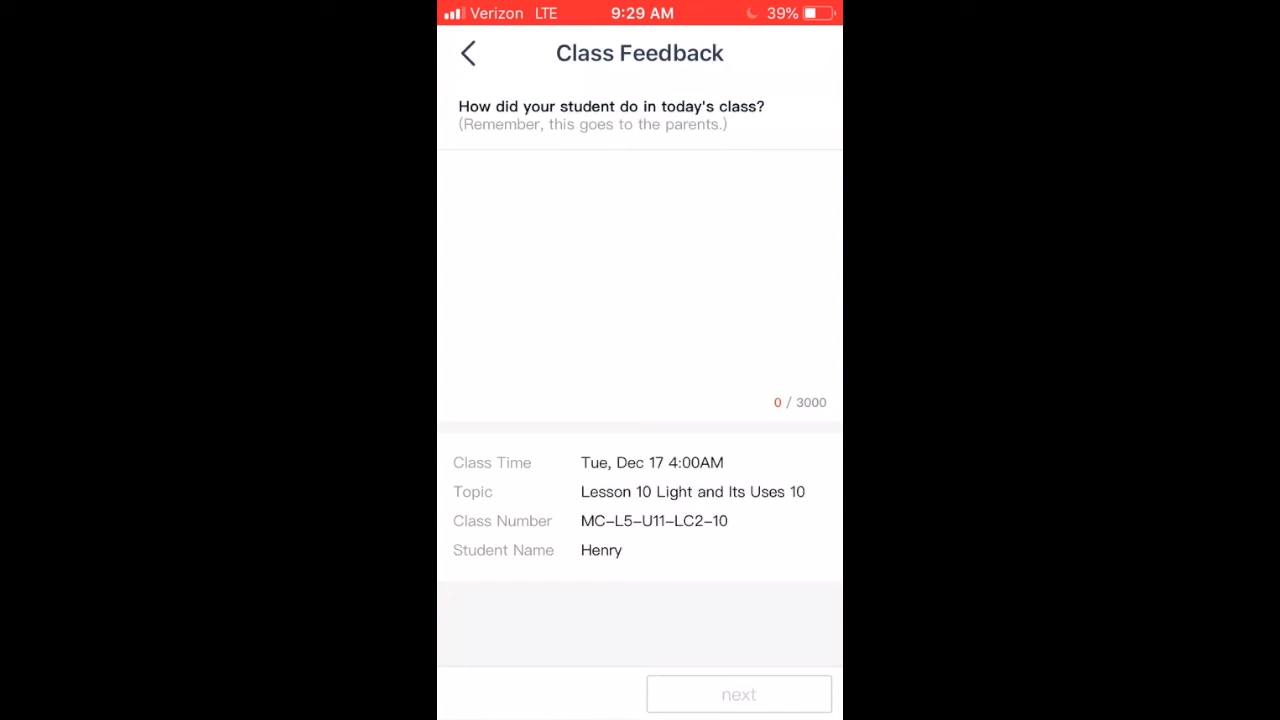 Verizon LTE 9:29 AM 39%
Class Feedback
How did your student do in today's class?
(Remember, this goes to the parents.)
0 / 3000
Class Time Tue, Dec 17 4:00AM
Topic Lesson 10 Light and Its Uses 10
Class Number MC-L5-U11-LC2-10
Student Name Henry
next